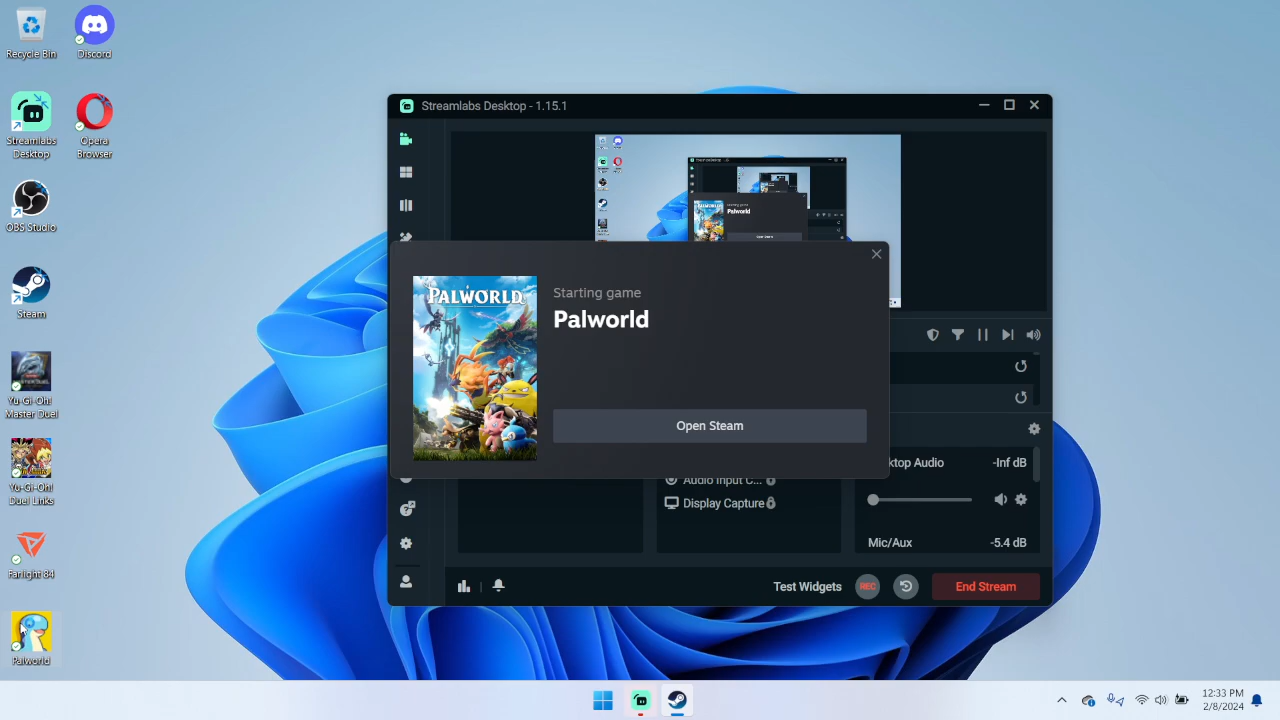 Recycle Bin
Discord
Streamlabs
Desktop
Opera
Browser
OBS Studio
Steam
Yu-Gi-Oh!
Master Duel
Yu-Gi-Oh!
Duel Links
Farlight 84
Palworld
Streamlabs Desktop - 1.15.1
Starting game
Palworld
PALWORLD
Starting game
Palworld
Open Steam
ktop Audio
-Inf dB
Audio Input C...
Display Capture
Mic/Aux
-5.4 dB
Test Widgets
REC
End Stream
12:33 PM
2/8/2024